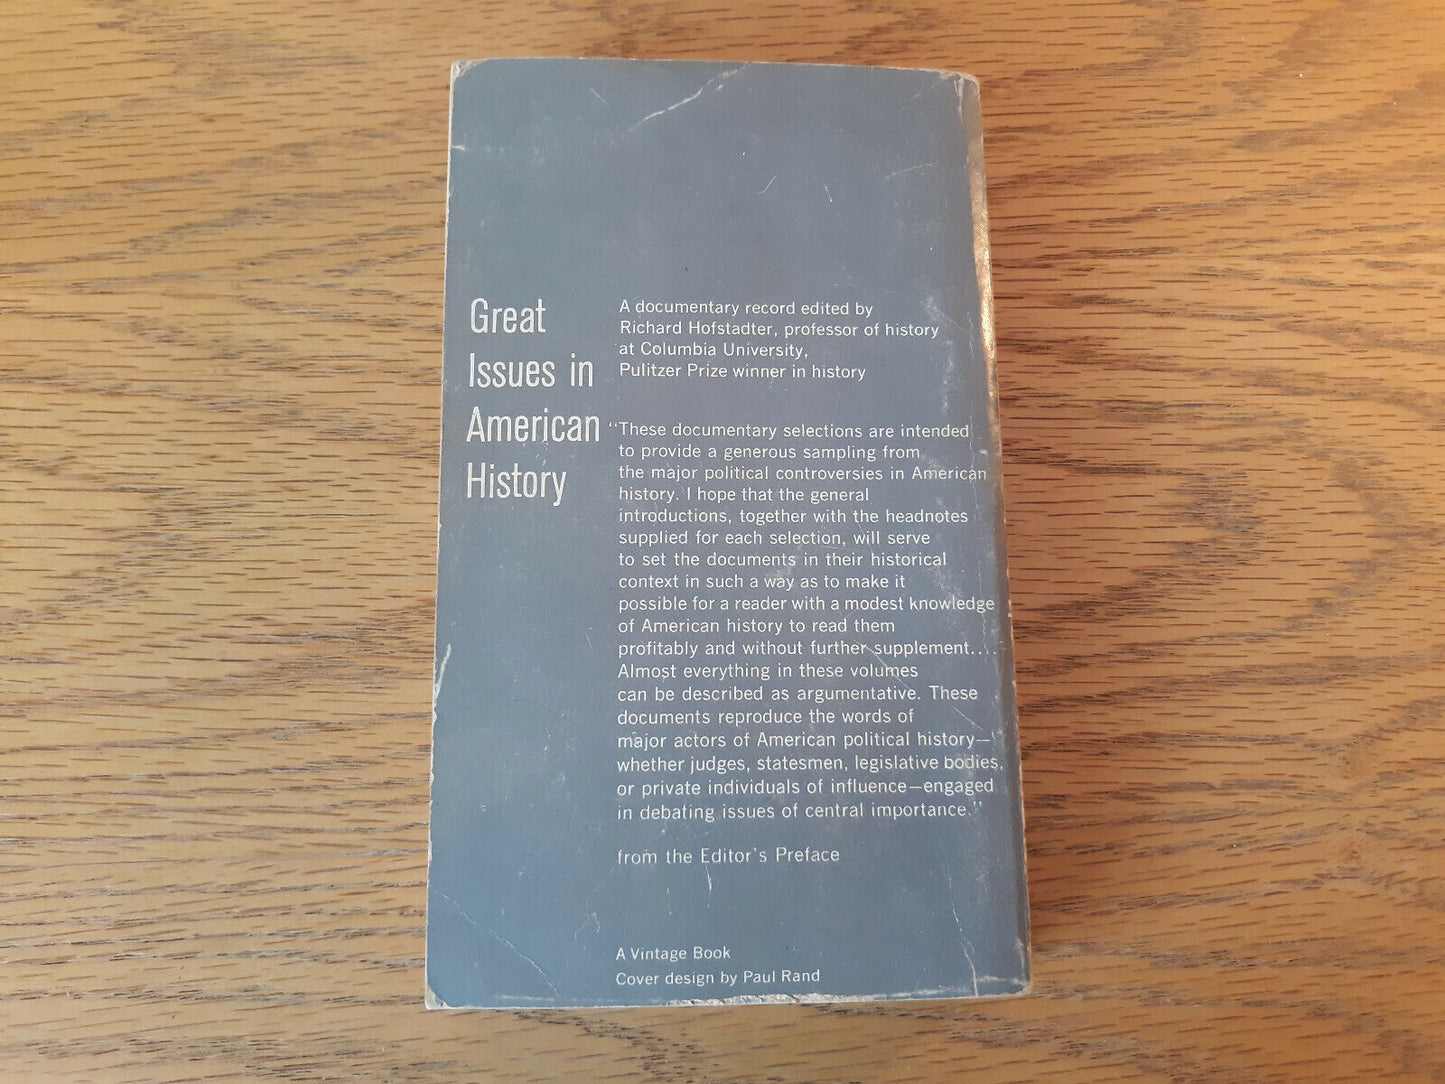 Great
Issues in
American
History
A documentary record edited by
Richard Hofstadter, professor of history
at Columbia University,
Pulitzer Prize winner in history
“These documentary selections are intended
to provide a generous sampling from
the major political controversies in American
history. I hope that the general
introductions, together with the headnotes
supplied for each selection, will serve
to set the documents in their historical
context in such a way as to make it
possible for a reader with a modest knowledge
of American history to read them
profitably and without further supplement....
Almost everything in these volumes
can be described as argumentative. These
documents reproduce the words of
major actors of American political history—
whether judges, statesmen, legislative bodies,
or private individuals of influence—engaged
in debating issues of central importance.”
from the Editor's Preface
A Vintage Book
Cover design by Paul Rand